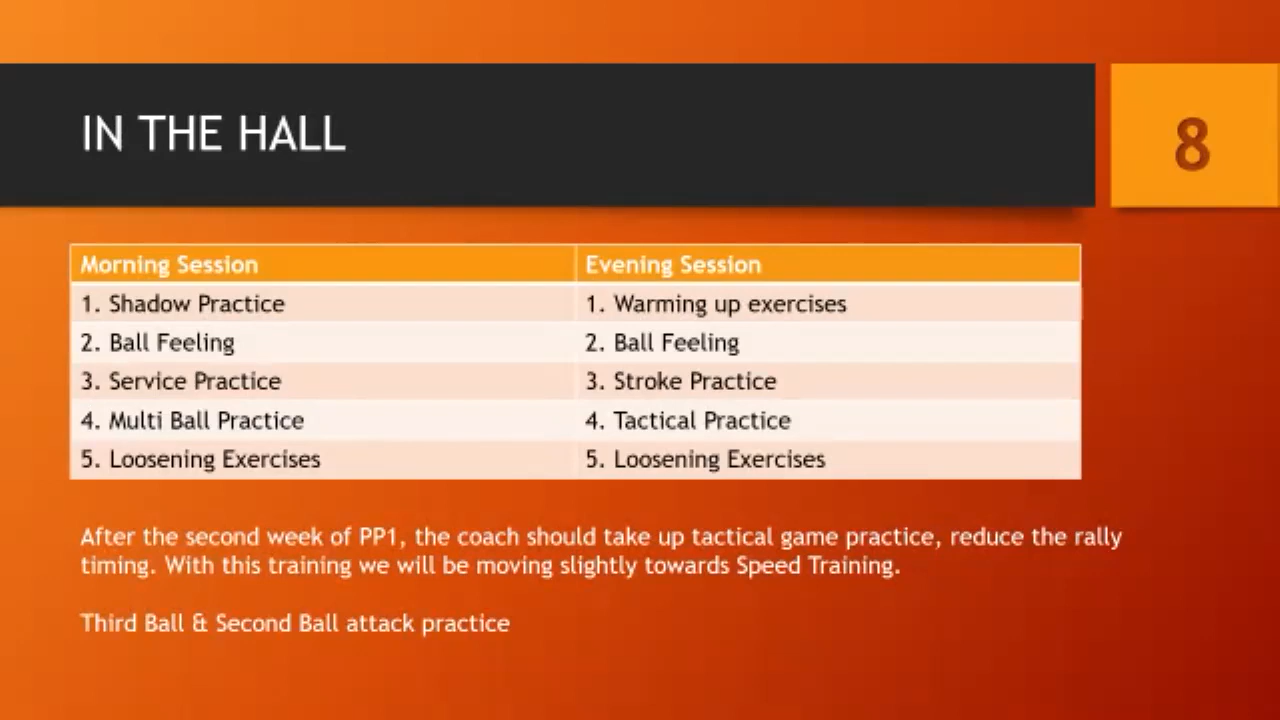 IN THE HALL
8
Morning Session Evening Session
1. Shadow Practice 1. Warming up exercises
2. Ball Feeling 2. Ball Feeling
3. Service Practice 3. Stroke Practice
4. Multi Ball Practice 4. Tactical Practice
5. Loosening Exercises 5. Loosening Exercises
After the second week of PP1, the coach should take up tactical game practice, reduce the rally
timing. With this training we will be moving slightly towards Speed Training.
Third Ball & Second Ball attack practice